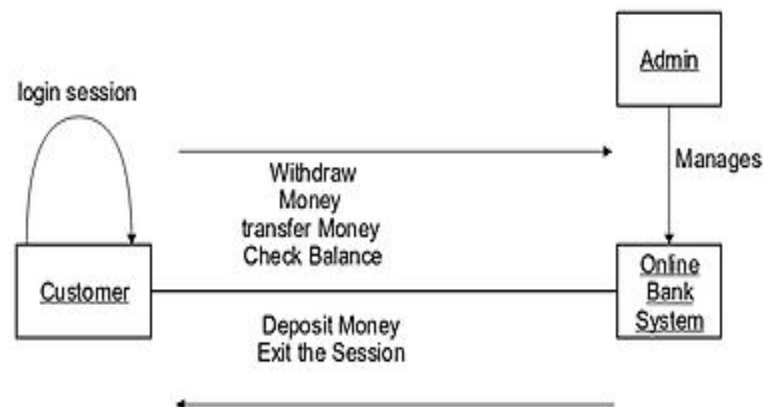 Admin
login session
Manages
Withdraw
Money
transfer Money
Check Balance
Customer
Online
Bank
System
Deposit Money
Exit the Session